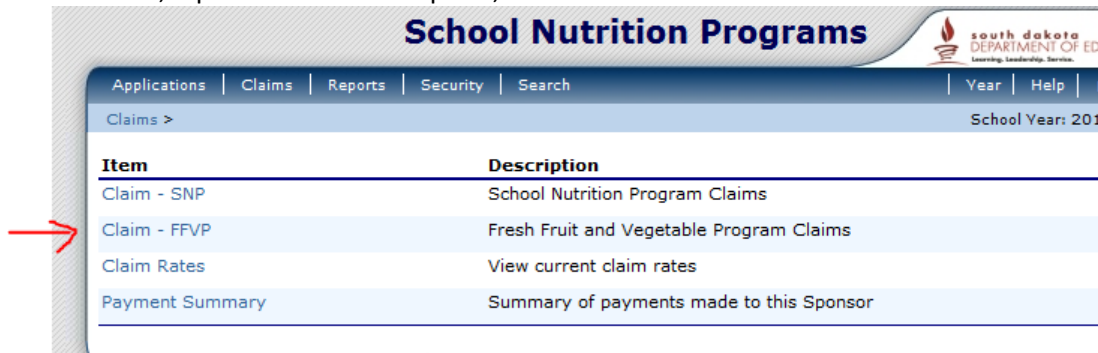 School Nutrition Programs
south dakota
DEPARTMENT OF ED
Learning. Leadership. Service.
Applications | Claims | Reports | Security | Search | Year | Help |
Claims > School Year: 201
Item Description
Claim - SNP School Nutrition Program Claims
Claim - FFVP Fresh Fruit and Vegetable Program Claims
Claim Rates View current claim rates
Payment Summary Summary of payments made to this Sponsor